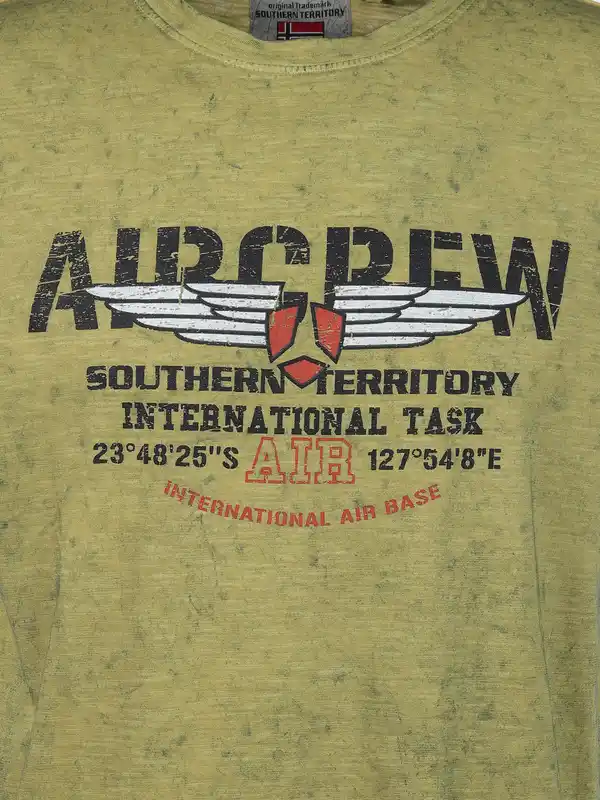 original Trademark
SOUTHERN TERRITORY
AIRCREW
SOUTHERN TERRITORY
INTERNATIONAL TASK
23°48'25"S AIR 127°54'8"E
INTERNATIONAL AIR BASE